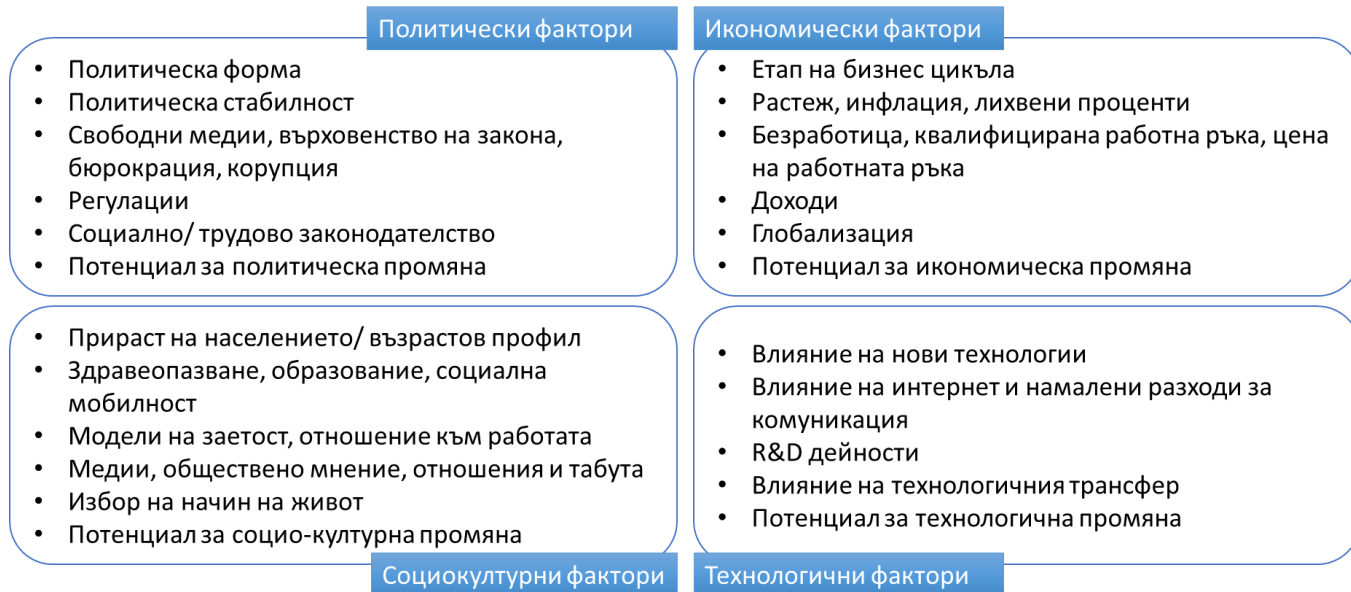 Политически фактори
• Политическа форма
• Политическа стабилност
• Свободни медии, върховенство на закона,
бюрокрация, корупция
• Регулации
• Социално/ трудово законодателство
• Потенциал за политическа промяна
Икономически фактори
• Етап на бизнес цикъла
• Растеж, инфлация, лихвени проценти
• Безработица, квалифицирана работна ръка, цена
на работната ръка
• Доходи
• Глобализация
• Потенциал за икономическа промяна
• Прираст на населението/ възрастов профил
• Здравеопазване, образование, социална
мобилност
• Модели на заетост, отношение към работата
• Медии, обществено мнение, отношения и табута
• Избор на начин на живот
• Потенциал за социо-културна промяна
Социокултурни фактори
• Влияние на нови технологии
• Влияние на интернет и намалени разходи за
комуникация
• R&D дейности
• Влияние на технологичния трансфер
• Потенциал за технологична промяна
Технологични фактори